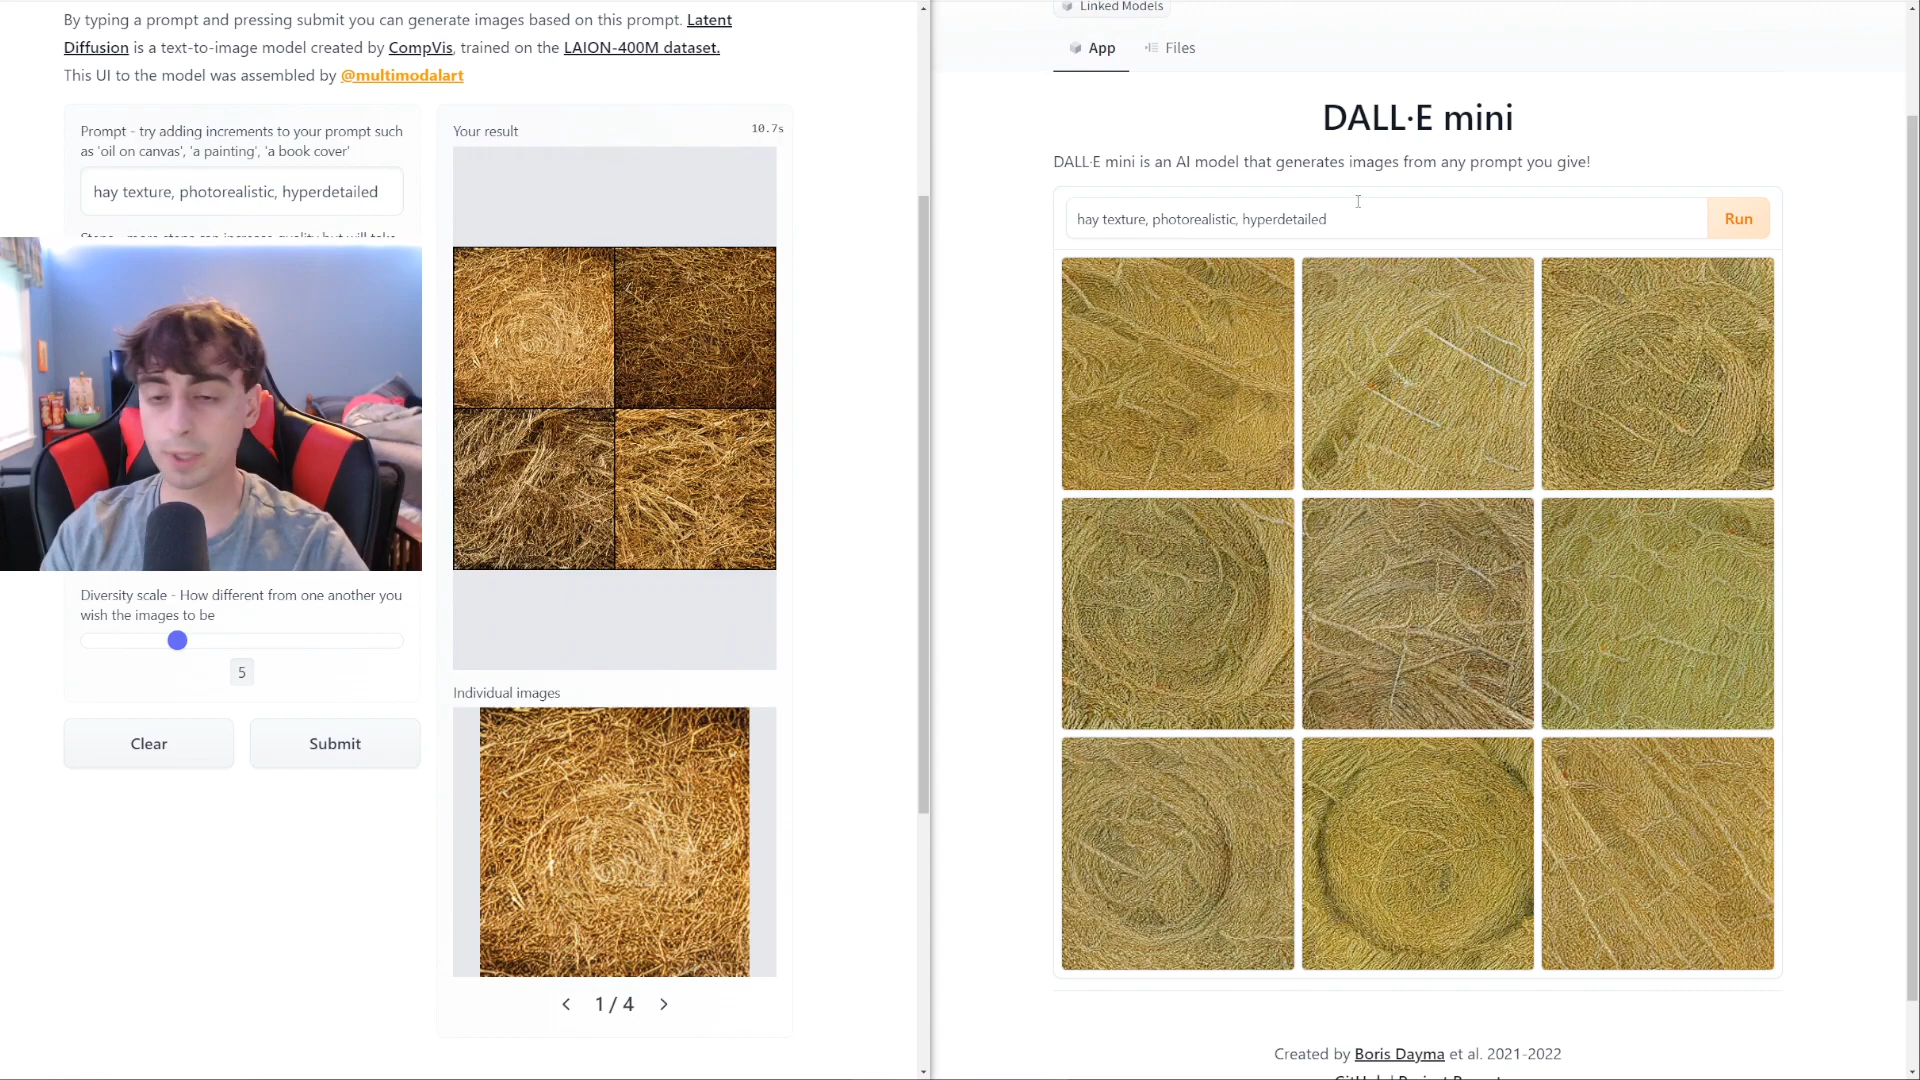 By typing a prompt and pressing submit you can generate images based on this prompt. Latent
Diffusion is a text-to-image model created by CompVis, trained on the LAION-400M dataset.
This UI to the model was assembled by @multimodalart
Prompt - try adding increments to your prompt such
as 'oil on canvas', 'a painting', 'a book cover'
hay texture, photorealistic, hyperdetailed
Diversity scale - How different from one another you
wish the images to be
5
Clear
Submit
Your result
10.7s
Individual images
1 / 4
Linked Models
App
Files
DALL·E mini
DALL·E mini is an AI model that generates images from any prompt you give!
hay texture, photorealistic, hyperdetailed
Run
Created by Boris Dayma et al. 2021-2022